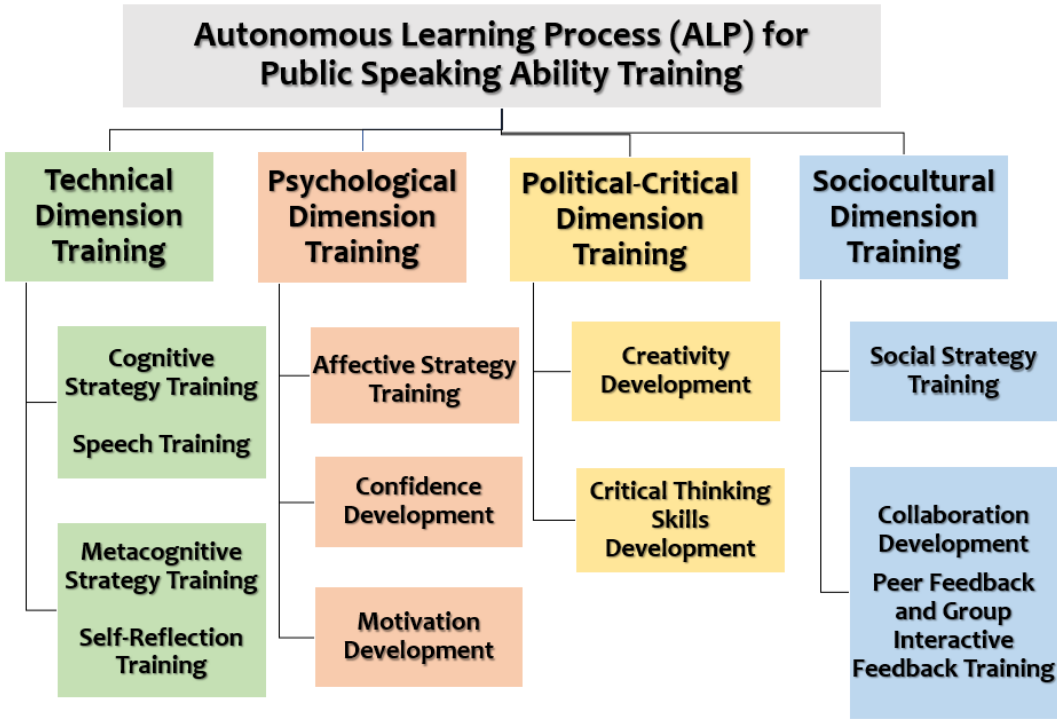 Autonomous Learning Process (ALP) for
Public Speaking Ability Training
Technical
Dimension
Training
Cognitive
Strategy Training
Speech Training
Metacognitive
Strategy Training
Self-Reflection
Training
Psychological
Dimension
Training
Affective Strategy
Training
Confidence
Development
Motivation
Development
Political-Critical
Dimension
Training
Creativity
Development
Critical Thinking
Skills
Development
Sociocultural
Dimension
Training
Social Strategy
Training
Collaboration
Development
Peer Feedback
and Group
Interactive
Feedback Training